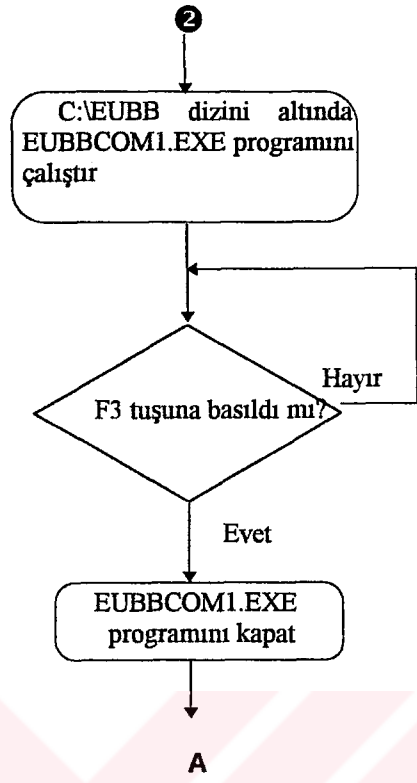 ❷
C:\EUBB dizini altında
EUBBCOM1.EXE programını
çalıştır
Hayır
F3 tuşuna basıldı mı?
Evet
EUBBCOM1.EXE
programını kapat
A